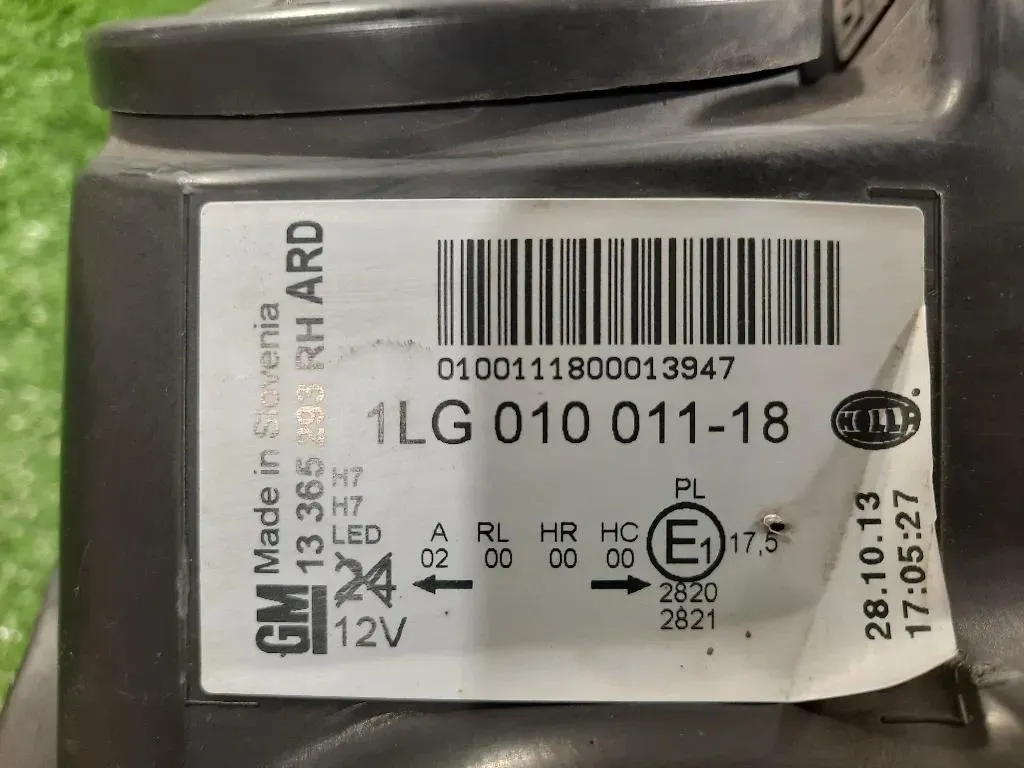 GM
Made in Slovenia
13 365 293 RH ARD
0100111800013947
1LG 010 011-18
HELLA
H7
H7
LED
24
12V
A RL HR HC
02 00 00 00
PL
E1 17,5
2820
2821
28.10.13
17:05:27